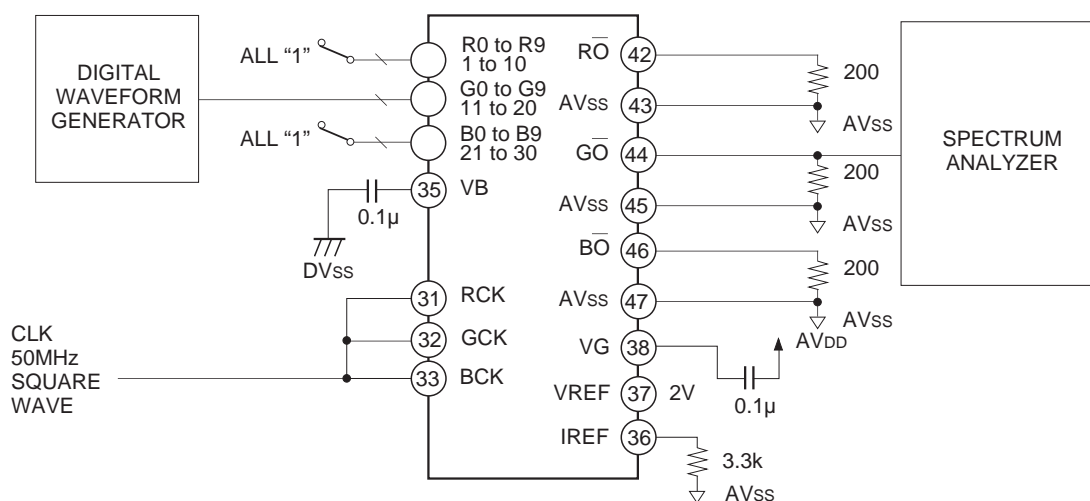 DIGITAL
WAVEFORM
GENERATOR
ALL “1”
ALL “1”
R0 to R9
1 to 10
G0 to G9
11 to 20
B0 to B9
21 to 30
35
VB
0.1μ
DVSS
31
RCK
32
GCK
33
BCK
CLK
50MHz
SQUARE
WAVE
R̅O̅
42
200
AVSS
43
AVSS
G̅O̅
44
200
AVSS
45
AVSS
B̅O̅
46
200
AVSS
47
AVSS
AVDD
VG
38
0.1μ
VREF
37
2V
IREF
36
3.3k
AVSS
SPECTRUM
ANALYZER